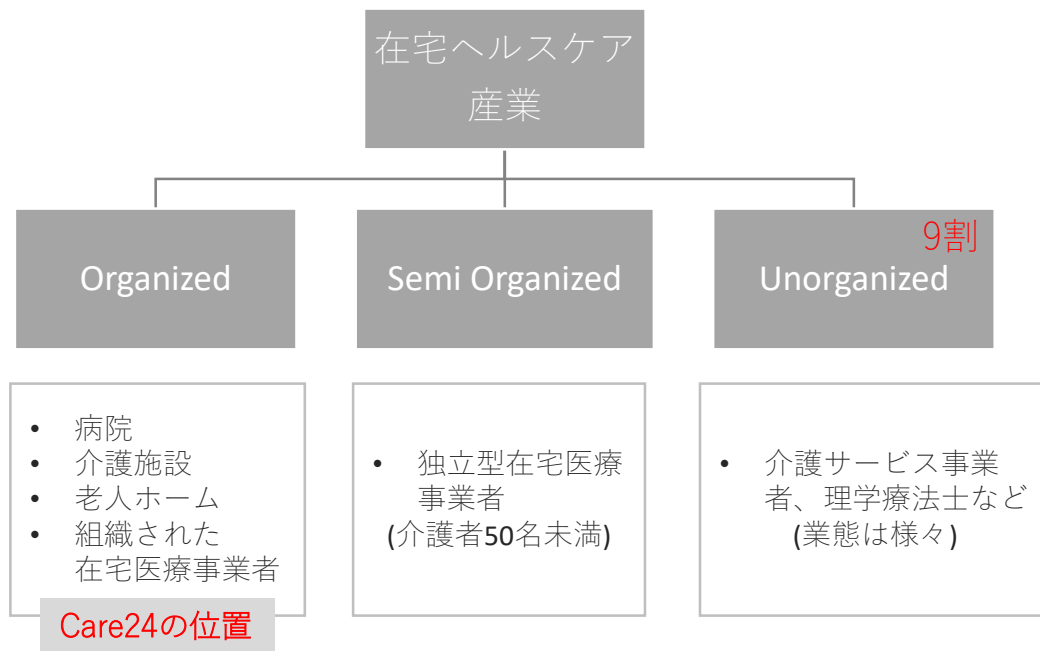 在宅ヘルスケア
産業
Organized
Semi Organized
9割
Unorganized
• 病院
• 介護施設
• 老人ホーム
• 組織された
在宅医療事業者
Care24の位置
• 独立型在宅医療
事業者
(介護者50名未満)
• 介護サービス事業
者、理学療法士など
(業態は様々)